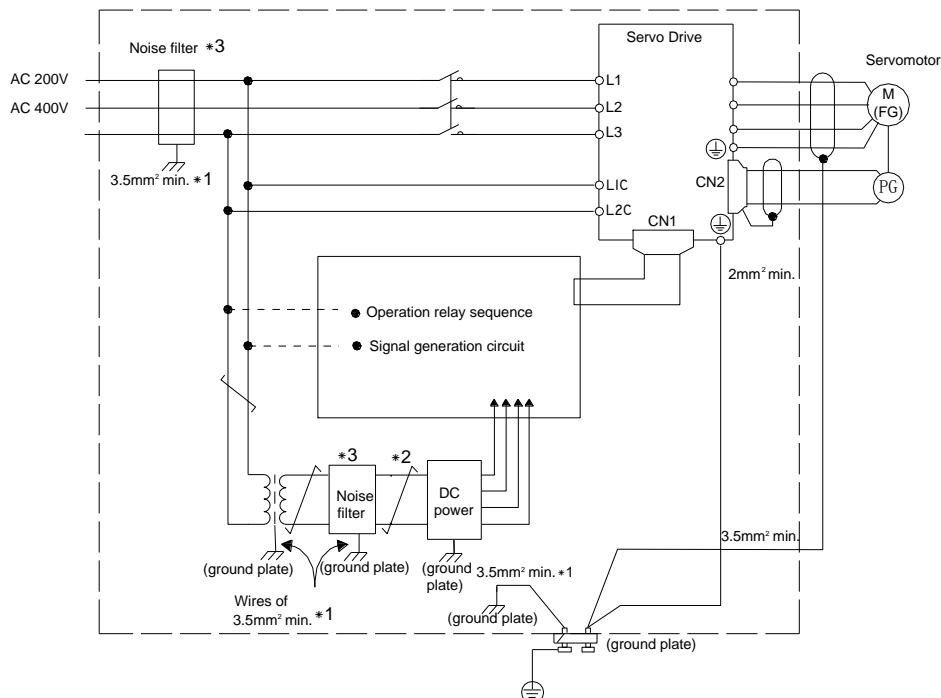 Noise filter *3
Servo Drive
Servomotor
AC 200V
AC 400V
L1
L2
L3
M
(FG)
3.5mm² min. *1
L1C
L2C
CN2
PG
CN1
2mm² min.
Operation relay sequence
Signal generation circuit
*3
*2
Noise
filter
DC
power
3.5mm² min.
(ground plate)
(ground plate)
(ground
plate)
3.5mm² min. *1
(ground plate)
Wires of
3.5mm² min. *1
(ground plate)